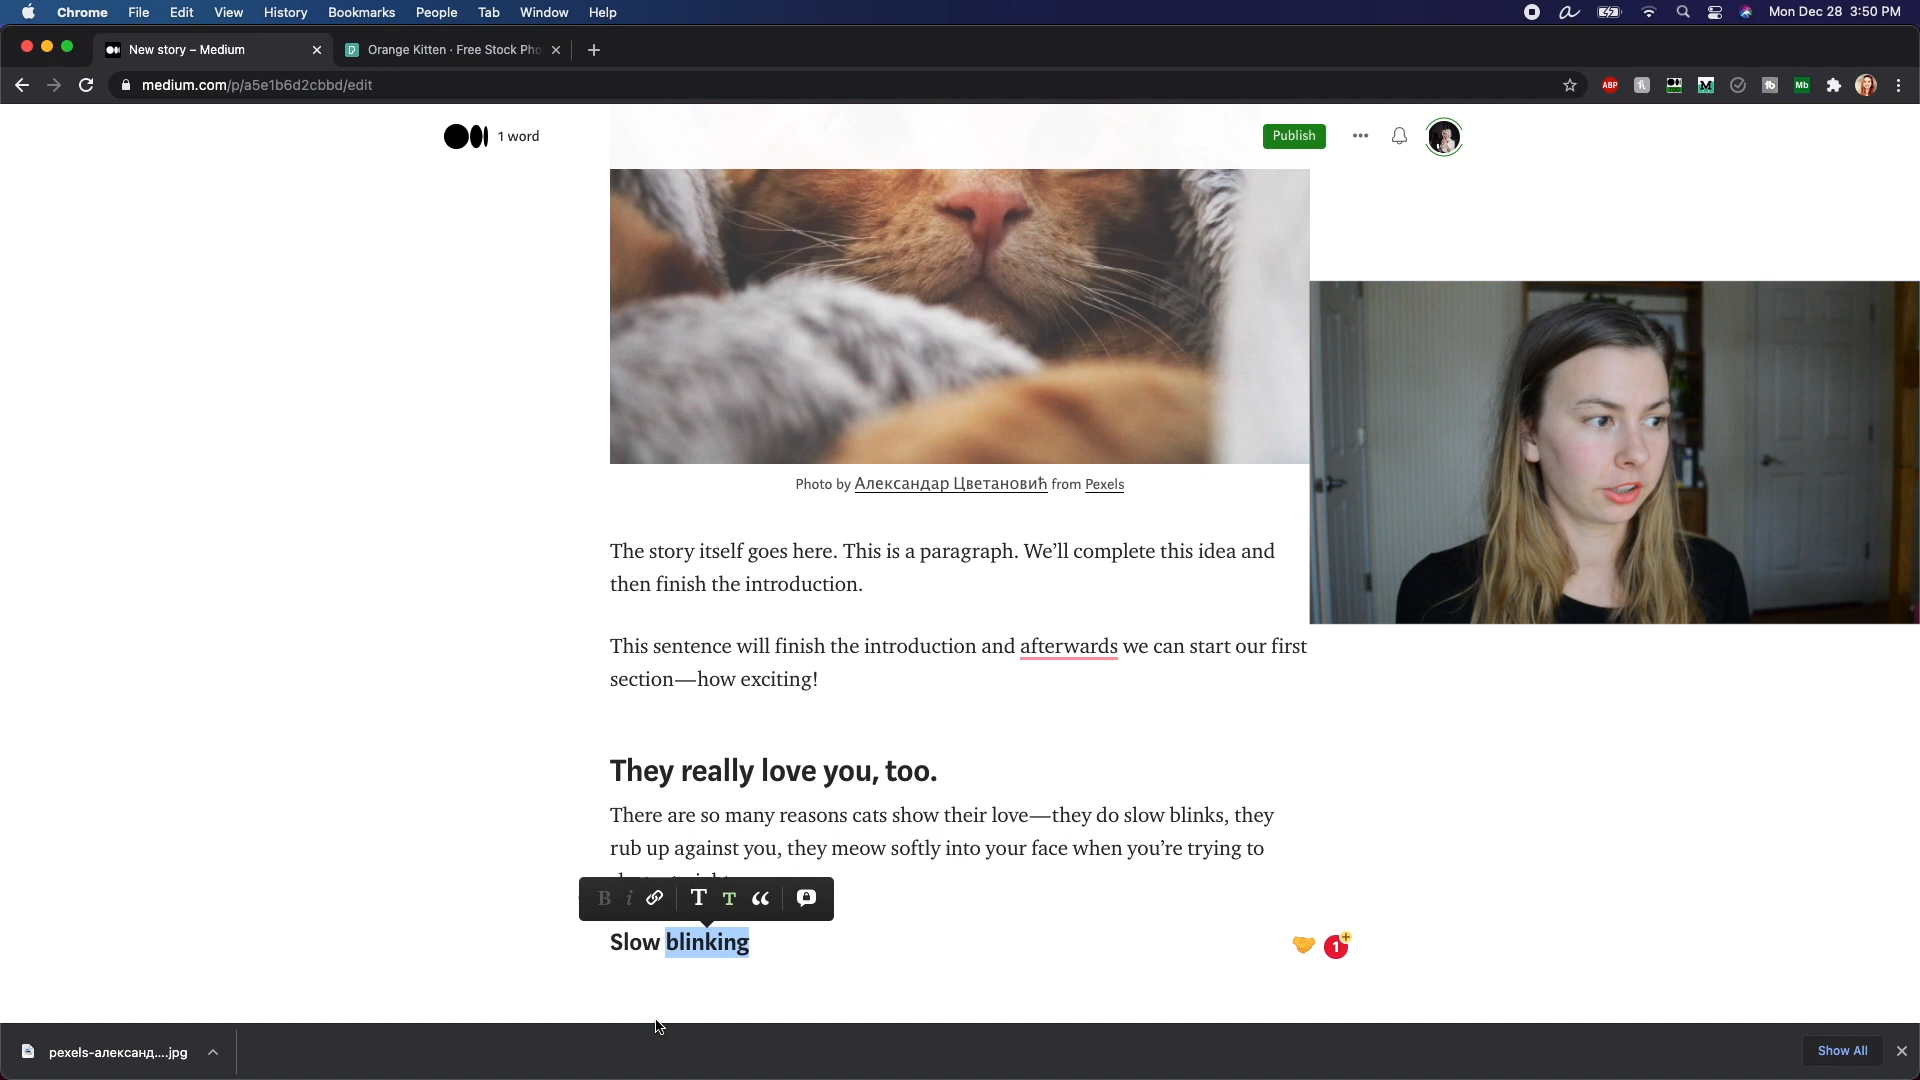 Chrome File Edit View History Bookmarks People Tab Window Help
Mon Dec 28 3:50 PM
New story – Medium
Orange Kitten · Free Stock Pho
medium.com/p/a5e1b6d2cbbd/edit
ABP
Mb
1 word
Publish
Photo by Александар Цветановић from Pexels
The story itself goes here. This is a paragraph. We’ll complete this idea and
then finish the introduction.
This sentence will finish the introduction and afterwards we can start our first
section—how exciting!
They really love you, too.
There are so many reasons cats show their love—they do slow blinks, they
rub up against you, they meow softly into your face when you’re trying to
B i T T “
Slow blinking
1
pexels-александ....jpg
Show All